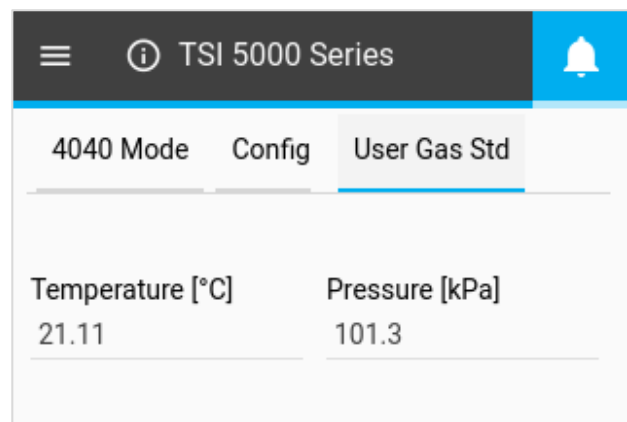 TSI 5000 Series
4040 Mode Config User Gas Std
Temperature [°C] Pressure [kPa]
21.11 101.3